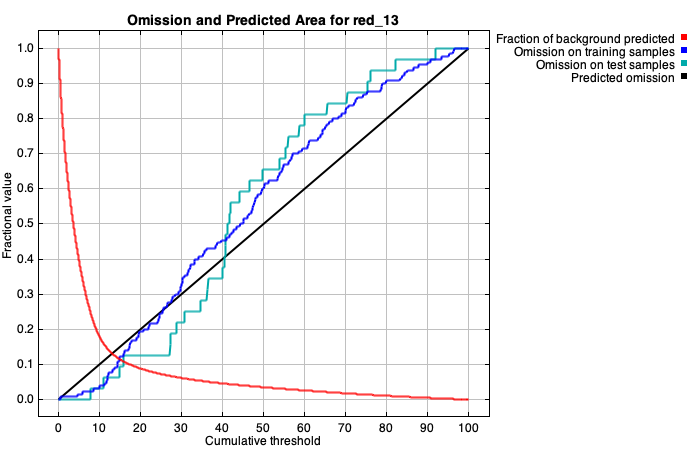 Omission and Predicted Area for red_13
Fraction of background predicted
Omission on training samples
Omission on test samples
Predicted omission
Fractional value
1.0
0.9
0.8
0.7
0.6
0.5
0.4
0.3
0.2
0.1
0.0
0 10 20 30 40 50 60 70 80 90 100
Cumulative threshold